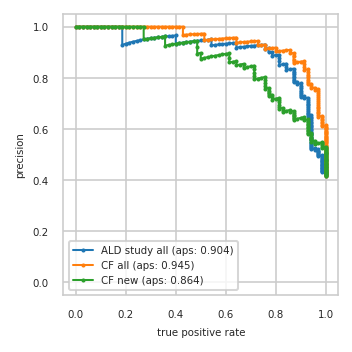 1.0
0.8
0.6
0.4
0.2
0.0
precision
ALD study all (aps: 0.904)
CF all (aps: 0.945)
CF new (aps: 0.864)
0.0 0.2 0.4 0.6 0.8 1.0
true positive rate